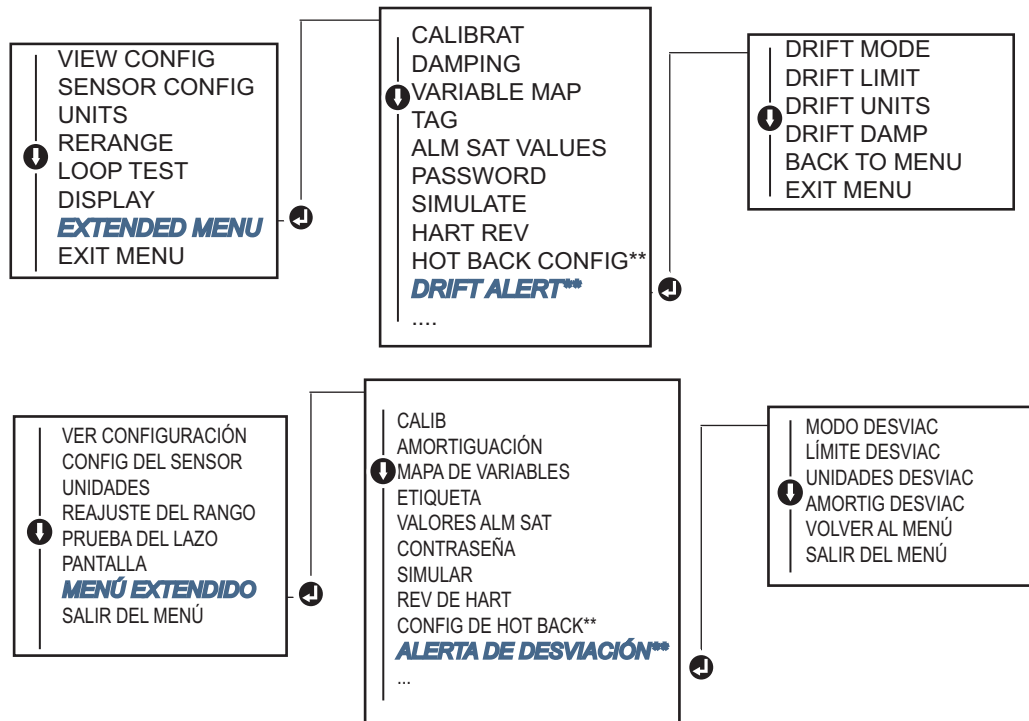 VIEW CONFIG
SENSOR CONFIG
UNITS
RERANGE
LOOP TEST
DISPLAY
EXTENDED MENU
EXIT MENU
CALIBRAT
DAMPING
VARIABLE MAP
TAG
ALM SAT VALUES
PASSWORD
SIMULATE
HART REV
HOT BACK CONFIG**
DRIFT ALERT**
....
DRIFT MODE
DRIFT LIMIT
DRIFT UNITS
DRIFT DAMP
BACK TO MENU
EXIT MENU
VER CONFIGURACIÓN
CONFIG DEL SENSOR
UNIDADES
REAJUSTE DEL RANGO
PRUEBA DEL LAZO
PANTALLA
MENÚ EXTENDIDO
SALIR DEL MENÚ
CALIB
AMORTIGUACIÓN
MAPA DE VARIABLES
ETIQUETA
VALORES ALM SAT
CONTRASEÑA
SIMULAR
REV DE HART
CONFIG DE HOT BACK**
ALERTA DE DESVIACIÓN**
...
MODO DESVIAC
LÍMITE DESVIAC
UNIDADES DESVIAC
AMORTIG DESVIAC
VOLVER AL MENÚ
SALIR DEL MENÚ